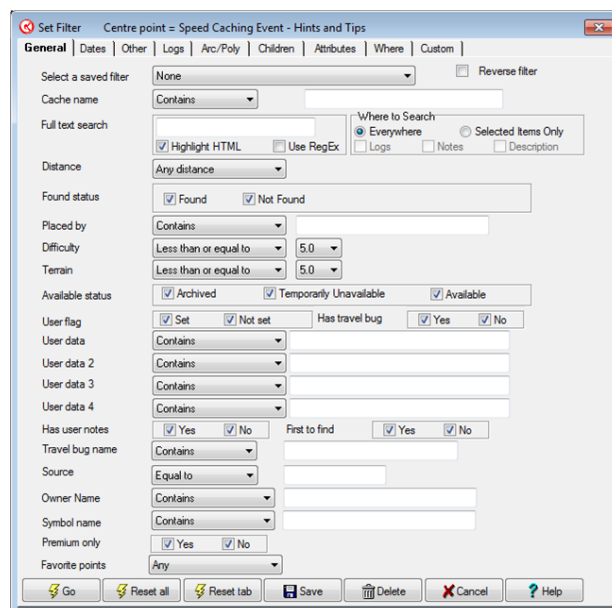 Set Filter Centre point = Speed Caching Event - Hints and Tips
General Dates Other Logs Arc/Poly Children Attributes Where Custom
Select a saved filter None Reverse filter
Cache name Contains
Full text search Where to Search
Everywhere Selected Items Only
Highlight HTML Use RegEx Logs Notes Description
Distance Any distance
Found status Found Not Found
Placed by Contains
Difficulty Less than or equal to 5.0
Terrain Less than or equal to 5.0
Available status Archived Temporarily Unavailable Available
User flag Set Not set Has travel bug Yes No
User data Contains
User data 2 Contains
User data 3 Contains
User data 4 Contains
Has user notes Yes No First to find Yes No
Travel bug name Contains
Source Equal to
Owner Name Contains
Symbol name Contains
Premium only Yes No
Favorite points Any
Go Reset all Reset tab Save Delete Cancel ? Help